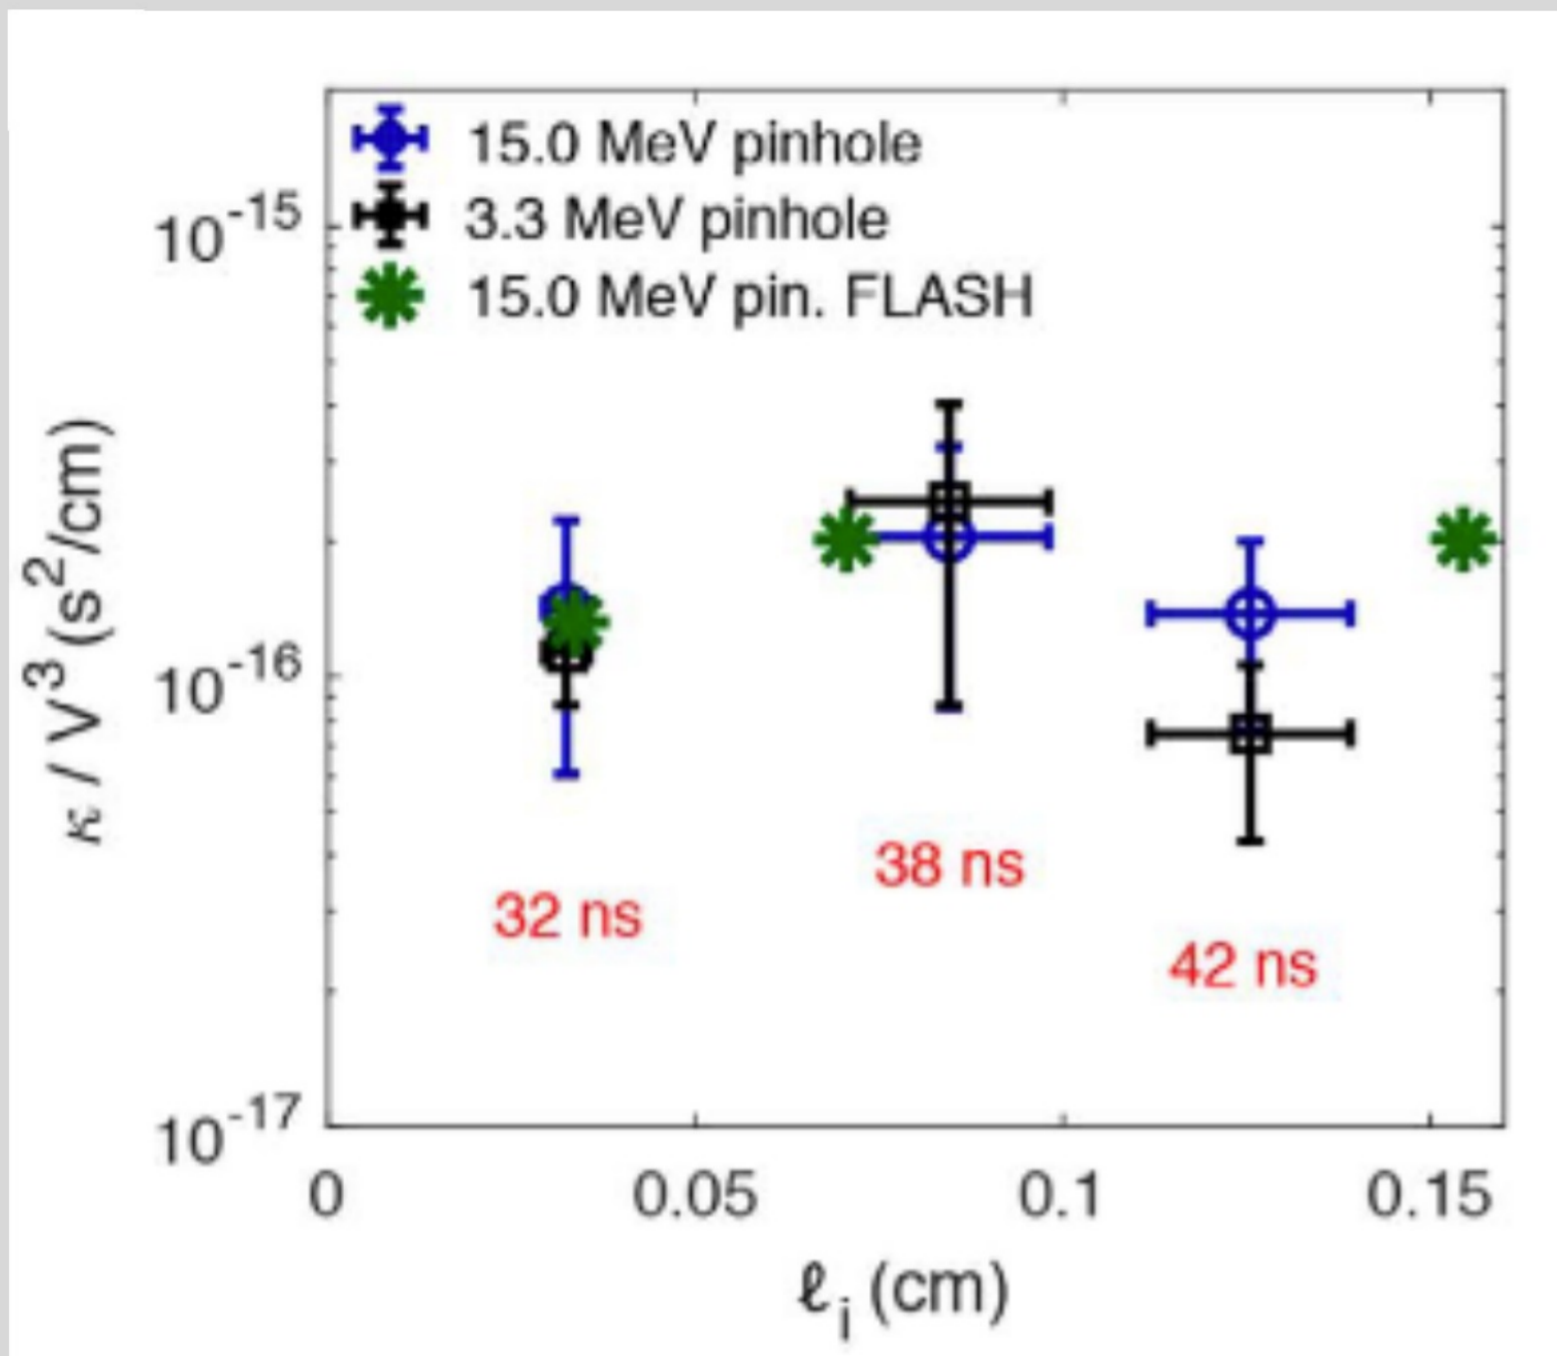 15.0 MeV pinhole
3.3 MeV pinhole
15.0 MeV pin. FLASH
10^-15
10^-16
10^-17
κ / V^3 (s^2/cm)
32 ns
38 ns
42 ns
0 0.05 0.1 0.15
ℓ_i (cm)